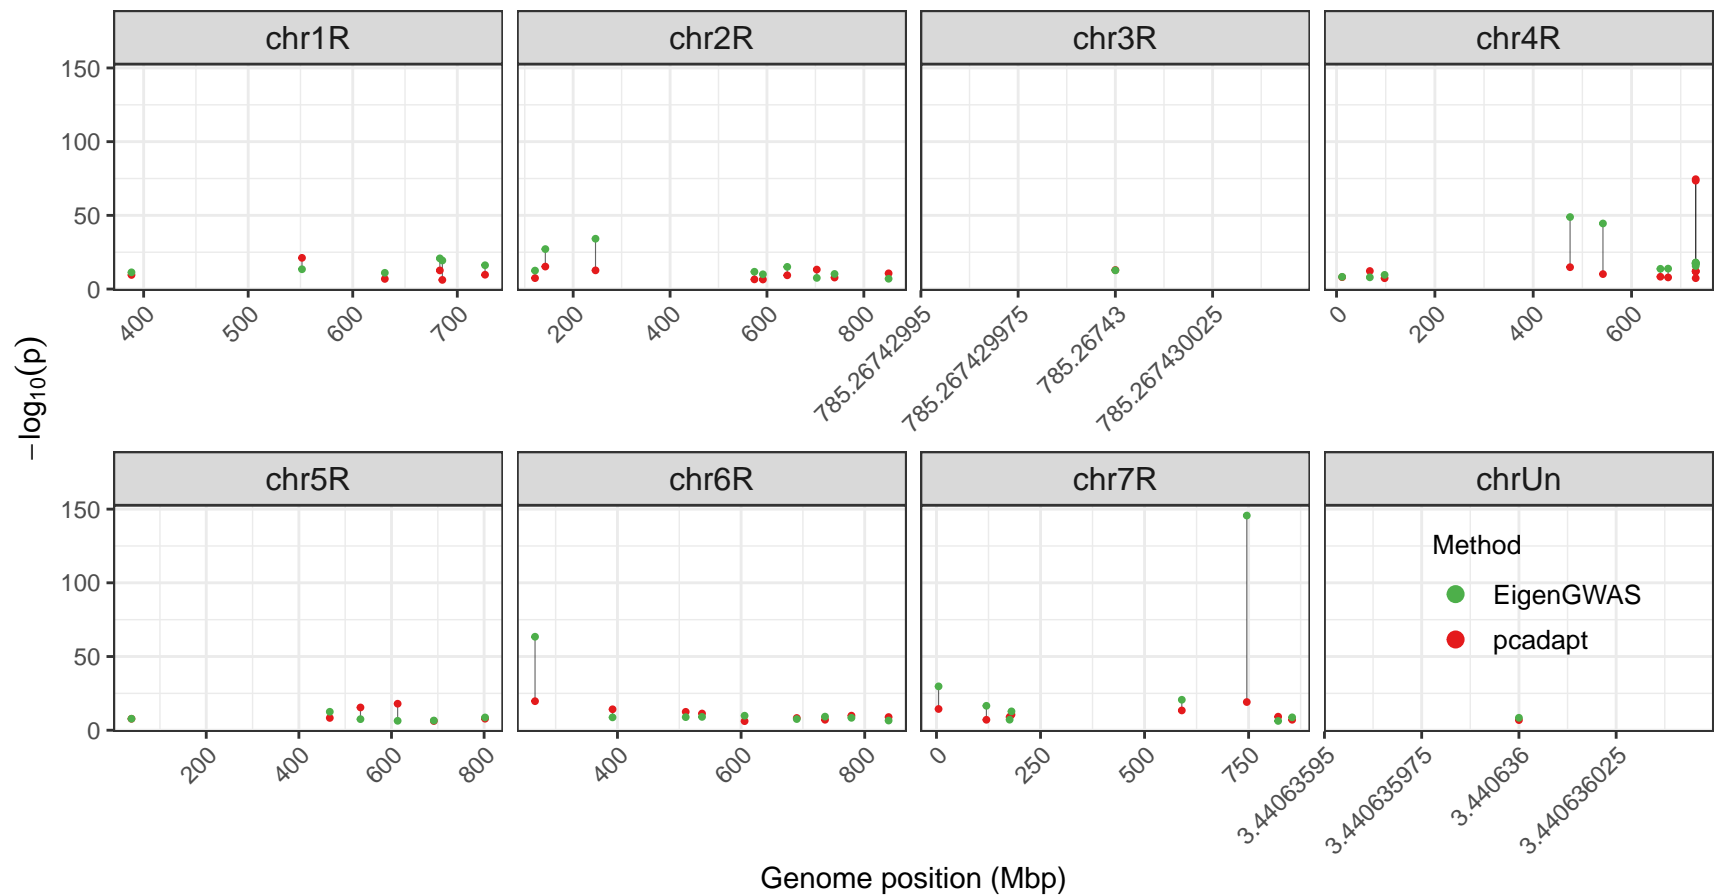 chr1R chr2R chr3R chr4R
150
100
50
0
400 500 600 700 200 400 600 800 785.267429995 785.2674299975 785.26743 785.2674300025 0 200 400 600
−log10(p)
chr5R chr6R chr7R chrUn
150
100
50
0
Method
EigenGWAS
pcadapt
200 400 600 800 400 600 800 0 250 500 750 3.44063595 3.440635975 3.440636 3.440636025
Genome position (Mbp)